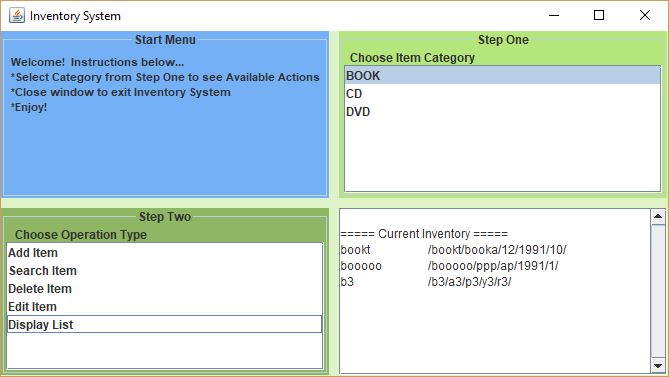 Inventory System
Start Menu
Welcome!  Instructions below...
*Select Category from Step One to see Available Actions
*Close window to exit Inventory System
*Enjoy!
Step One
Choose Item Category
BOOK
CD
DVD
Step Two
Choose Operation Type
Add Item
Search Item
Delete Item
Edit Item
Display List
===== Current Inventory =====
bookt /bookt/booka/12/1991/10/
booooo /booooo/ppp/ap/1991/1/
b3 /b3/a3/p3/y3/r3/